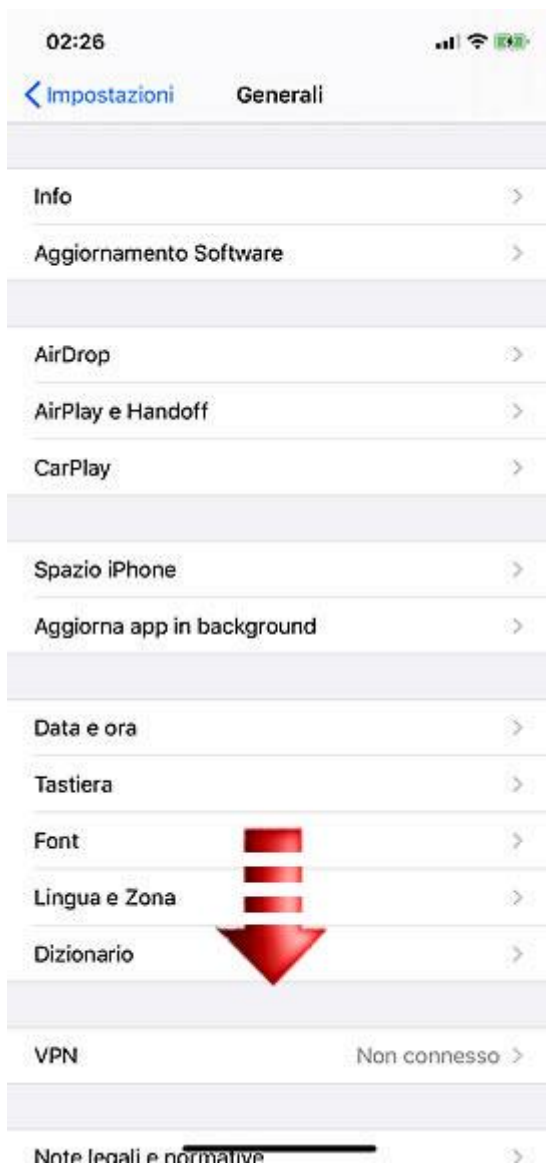 02:26
Impostazioni Generali
Info
Aggiornamento Software
AirDrop
AirPlay e Handoff
CarPlay
Spazio iPhone
Aggiorna app in background
Data e ora
Tastiera
Font
Lingua e Zona
Dizionario
VPN Non connesso
Note legali e normative